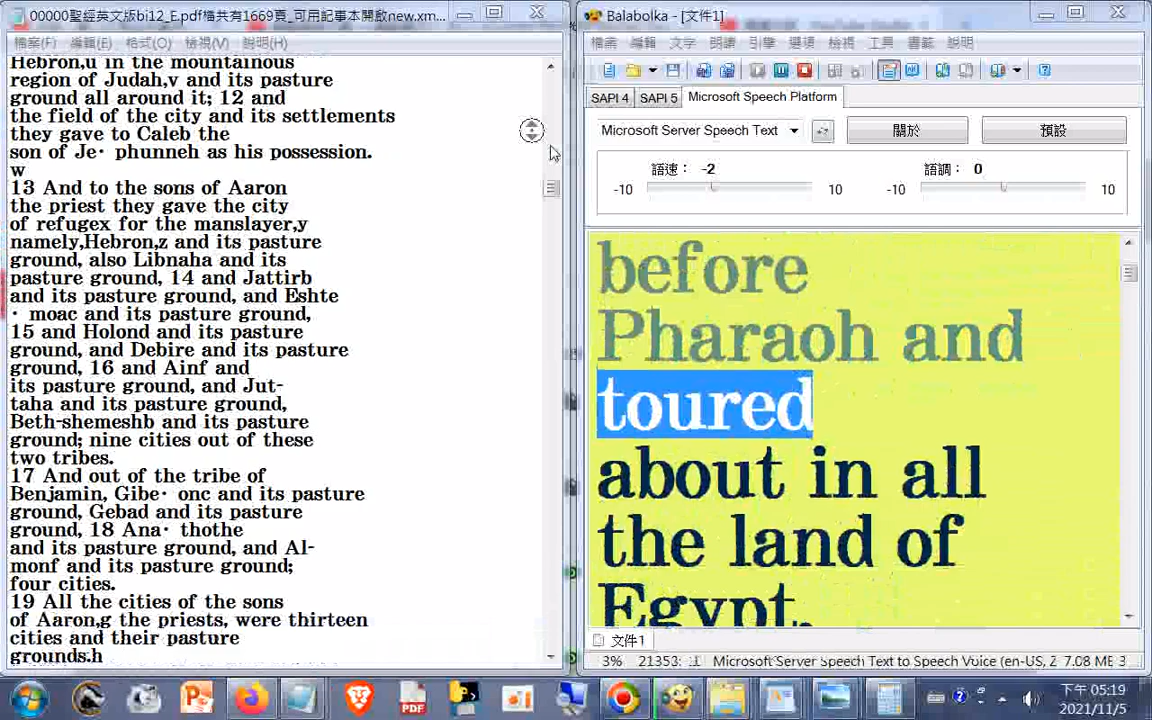 00000聖經英文版bi12_E.pdf檔共有1669頁_可用記事本開啟new.xm...
檔案(F) 編輯(E) 格式(O) 檢視(V) 說明(H)
Hebron,u in the mountainous
region of Judah,v and its pasture
ground all around it; 12 and
the field of the city and its settlements
they gave to Caleb the
son of Je· phunneh as his possession.
w
13 And to the sons of Aaron
the priest they gave the city
of refugex for the manslayer,y
namely,Hebron,z and its pasture
ground, also Libnaha and its
pasture ground, 14 and Jattirb
and its pasture ground, and Eshte
· moac and its pasture ground,
15 and Holond and its pasture
ground, and Debire and its pasture
ground, 16 and Ainf and
its pasture ground, and Jut-
taha and its pasture ground,
Beth-shemeshb and its pasture
ground; nine cities out of these
two tribes.
17 And out of the tribe of
Benjamin, Gibe· onc and its pasture
ground, Gebad and its pasture
ground, 18 Ana· thothe
and its pasture ground, and Al-
monf and its pasture ground;
four cities.
19 All the cities of the sons
of Aaron,g the priests, were thirteen
cities and their pasture
grounds.h
Balabolka - [文件1]
檔案 編輯 文字 朗讀 引擎 選項 檢視 工具 書籤 說明
SAPI 4 SAPI 5 Microsoft Speech Platform
Microsoft Server Speech Text 關於 預設
語速： -2 語調： 0
-10 10 -10 10
before
Pharaoh and
toured
about in all
the land of
Egypt.
文件1
3% Microsoft Server Speech Text to Speech Voice (en-US, Z 7.08 MB
PDF
下午 05:19
2021/11/5